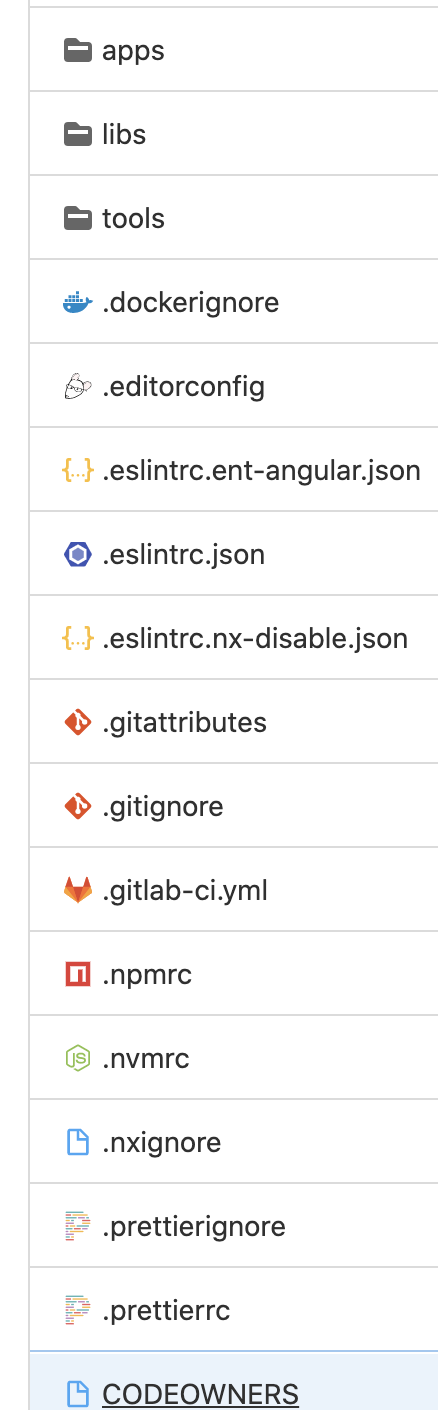 apps
libs
tools
.dockerignore
.editorconfig
.eslintrc.ent-angular.json
.eslintrc.json
.eslintrc.nx-disable.json
.gitattributes
.gitignore
.gitlab-ci.yml
.npmrc
.nvmrc
.nxignore
.prettierignore
.prettierrc
CODEOWNERS